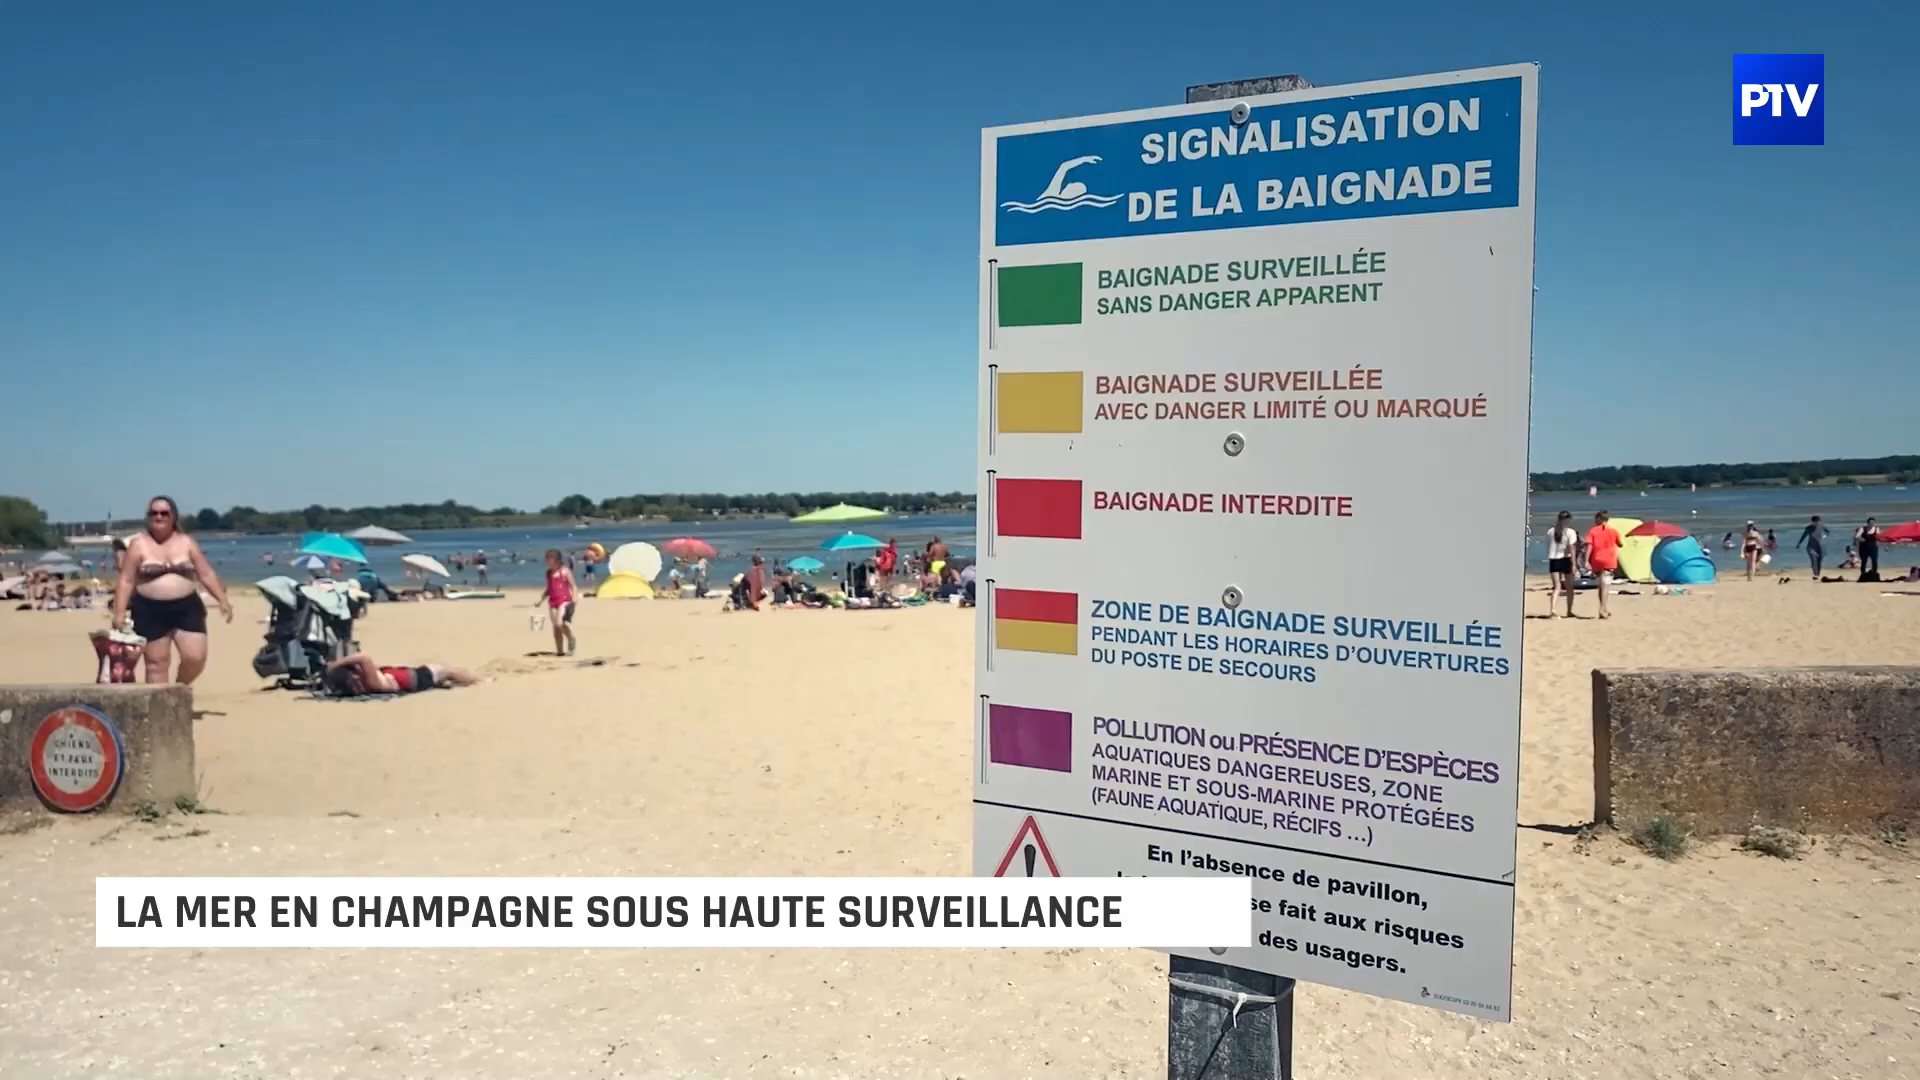 PTV
SIGNALISATION
DE LA BAIGNADE
BAIGNADE SURVEILLÉE
SANS DANGER APPARENT
BAIGNADE SURVEILLÉE
AVEC DANGER LIMITÉ OU MARQUÉ
BAIGNADE INTERDITE
ZONE DE BAIGNADE SURVEILLÉE
PENDANT LES HORAIRES D'OUVERTURES
DU POSTE DE SECOURS
POLLUTION ou PRÉSENCE D'ESPÈCES
AQUATIQUES DANGEREUSES, ZONE
MARINE ET SOUS-MARINE PROTÉGÉES
(FAUNE AQUATIQUE, RÉCIFS ...)
En l'absence de pavillon,
se fait aux risques
des usagers.
CHIENS
INTERDITS
LA MER EN CHAMPAGNE SOUS HAUTE SURVEILLANCE